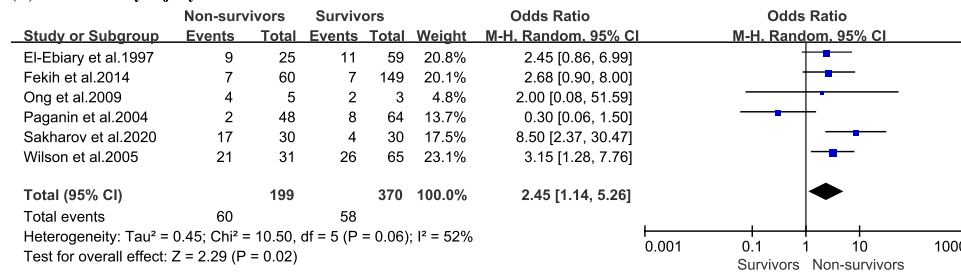 Non-survivors Survivors Odds Ratio Odds Ratio
Study or Subgroup Events Total Events Total Weight M-H. Random. 95% CI M-H. Random. 95% CI
El-Ebiary et al.1997 9 25 11 59 20.8% 2.45 [0.86, 6.99]
Fekih et.2014 7 60 7 149 20.1% 2.68 [0.90, 8.00]
Ong et al.2009 4 5 2 3 4.8% 2.00 [0.08, 51.59]
Paganin et al.2004 2 48 8 64 13.7% 0.30 [0.06, 1.50]
Sakharov et al.2020 17 30 4 30 17.5% 8.50 [2.37, 30.47]
Wilson et al.2005 21 31 26 65 23.1% 3.15 [1.28, 7.76]
Total (95% CI) 199 370 100.0% 2.45 [1.14, 5.26]
Total events 60 58
Heterogeneity: Tau² = 0.45; Chi² = 10.50, df = 5 (P = 0.06); I² = 52%
Test for overall effect: Z = 2.29 (P = 0.02)
0.001 0.1 1 10 1000
Survivors Non-survivors